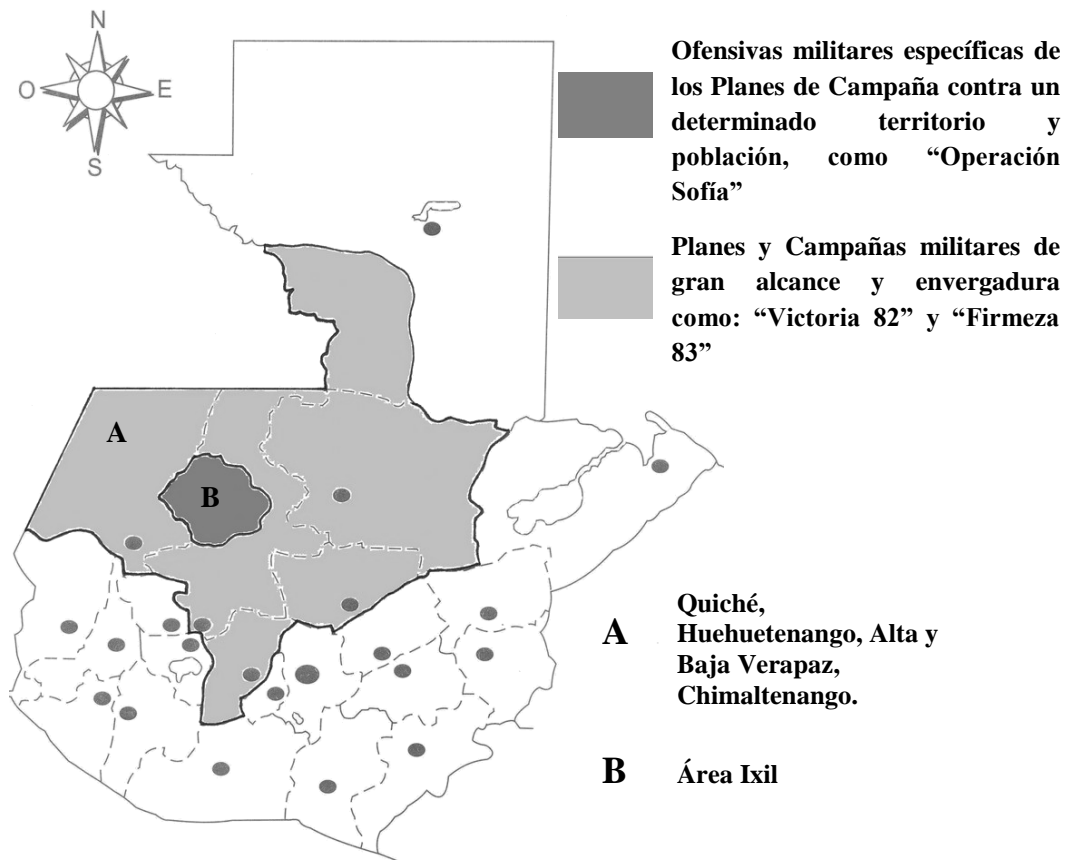 N
O
E
S
Ofensivas militares específicas de
los Planes de Campaña contra un
determinado territorio y
población, como “Operación
Sofía”
Planes y Campañas militares de
gran alcance y envergadura
como: “Victoria 82” y “Firmeza
83”
A
B
A
Quiché,
Huehuetenango, Alta y
Baja Verapaz,
Chimaltenango.
B
Área Ixil